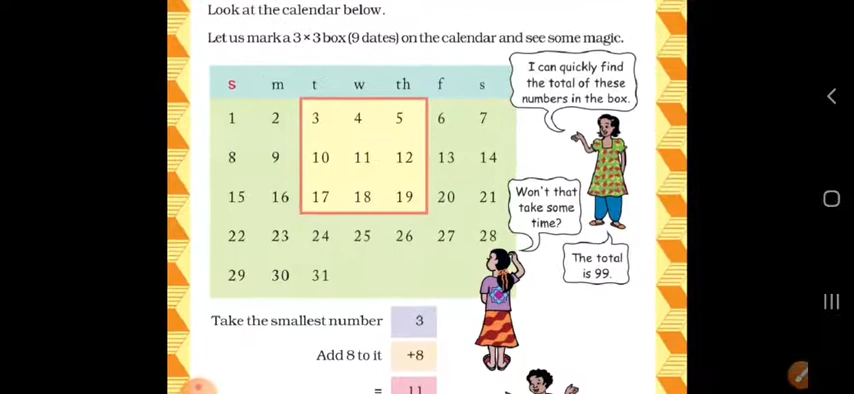 Look at the calendar below.
Let us mark a 3 × 3 box (9 dates) on the calendar and see some magic.
I can quickly find
the total of these
numbers in the box.
S m t w th f s
1 2 3 4 5 6 7
8 9 10 11 12 13 14
15 16 17 18 19 20 21
22 23 24 25 26 27 28
29 30 31
Won't that
take some
time?
The total
is 99.
Take the smallest number 3
Add 8 to it +8
= 11